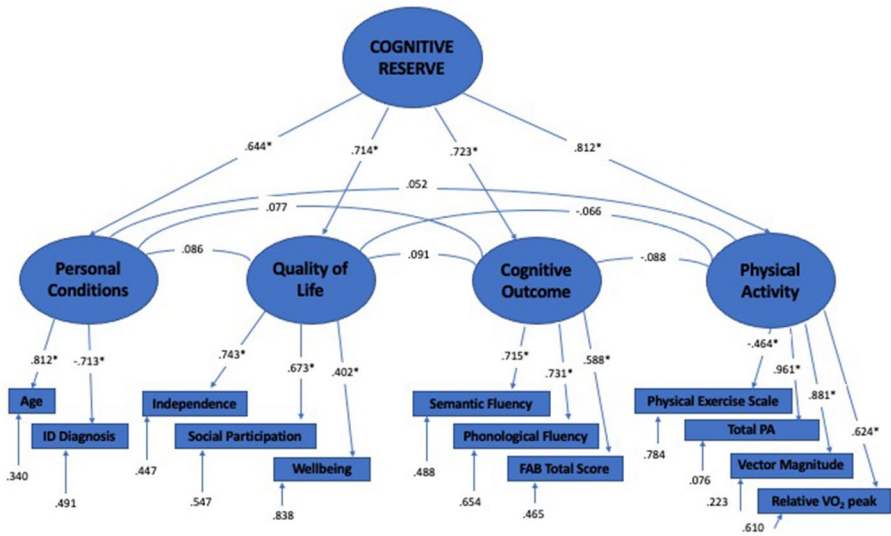 COGNITIVE
RESERVE
.644*
.714*
.723*
.812*
.052
.077
-.066
.086
.091
-.088
Personal
Conditions
Quality of
Life
Cognitive
Outcome
Physical
Activity
.812*
-.713*
.743*
.673*
.402*
.715*
.731*
.588*
-.464*
.961*
.881*
.624*
Age
ID Diagnosis
Independence
Social Participation
Wellbeing
Semantic Fluency
Phonological Fluency
FAB Total Score
Physical Exercise Scale
Total PA
Vector Magnitude
Relative VO₂ peak
.340
.491
.447
.547
.838
.488
.654
.465
.784
.076
.223
.610